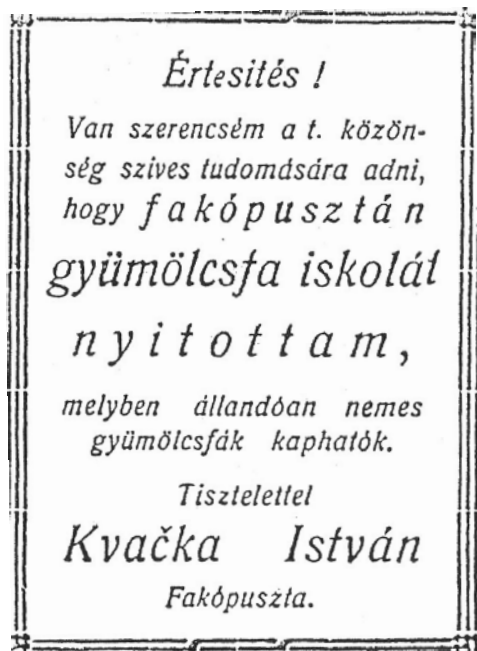 Értesités !
Van szerencsém a t. közön-
ség szives tudomására adni,
hogy fakópusztán
gyümölcsfa iskolát
nyitottam,
melyben állandóan nemes
gyümölcsfák kaphatók.
Tisztelettel
Kvačka István
Fakópuszta.